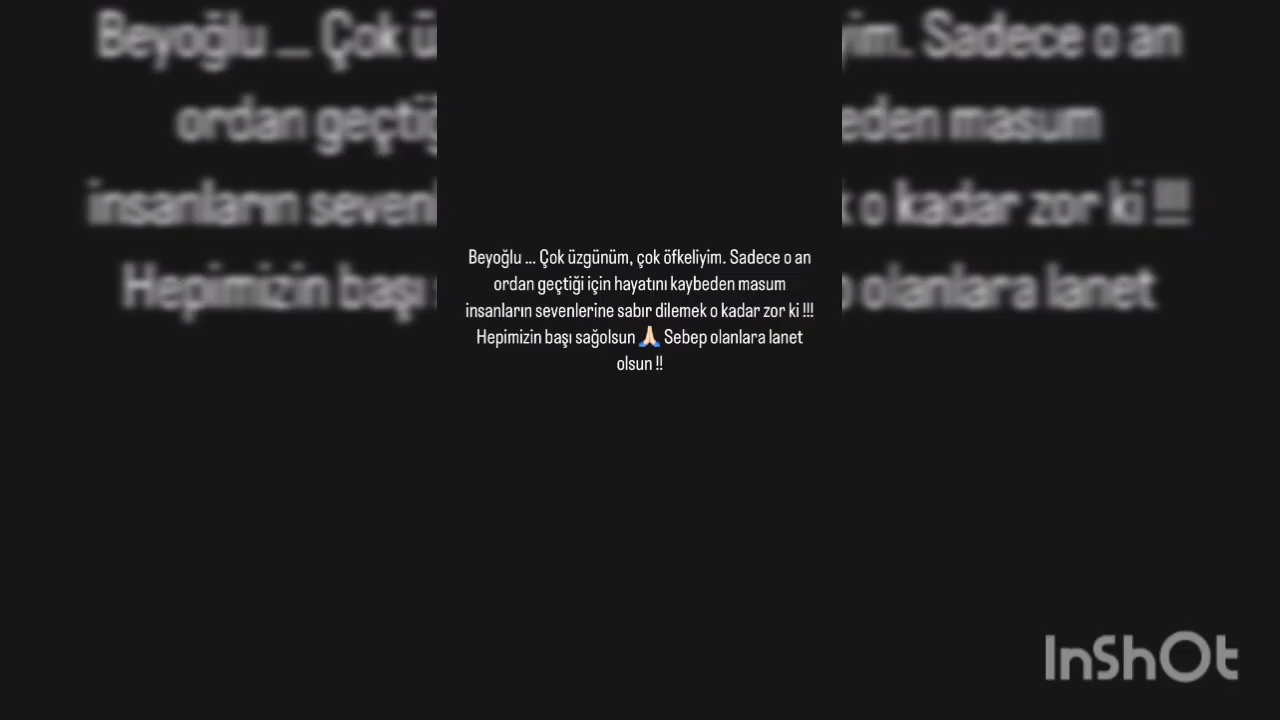 Beyoğlu ... Çok üzgünüm, çok öfkeliyim. Sadece o an
ordan geçtiği için hayatını kaybeden masum
insanların sevenlerine sabır dilemek o kadar zor ki !!!
Hepimizin başı sağolsun 🙏🏻 Sebep olanlara lanet
olsun !!
InShOt